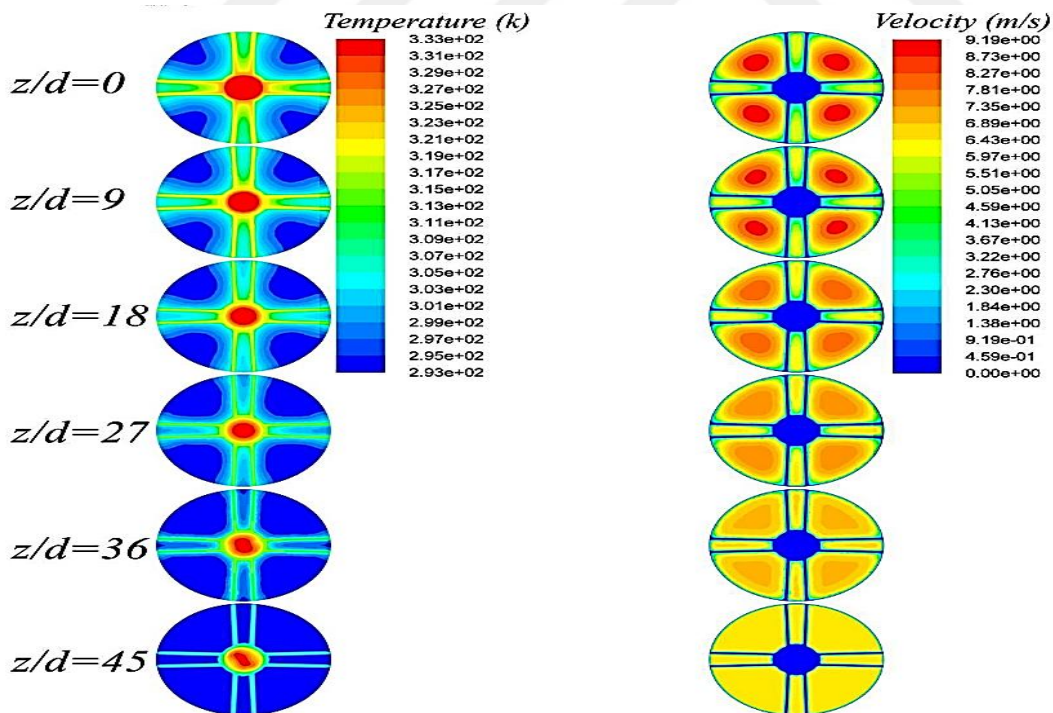 Temperature (k)
3.33e+02
3.31e+02
3.29e+02
3.27e+02
3.25e+02
3.23e+02
3.21e+02
3.19e+02
3.17e+02
3.15e+02
3.13e+02
3.11e+02
3.09e+02
3.07e+02
3.05e+02
3.03e+02
3.01e+02
2.99e+02
2.97e+02
2.95e+02
2.93e+02
Velocity (m/s)
9.19e+00
8.73e+00
8.27e+00
7.81e+00
7.35e+00
6.89e+00
6.43e+00
5.97e+00
5.51e+00
5.05e+00
4.59e+00
4.13e+00
3.67e+00
3.22e+00
2.76e+00
2.30e+00
1.84e+00
1.38e+00
9.19e-01
4.59e-01
0.00e+00
z/d=0
z/d=9
z/d=18
z/d=27
z/d=36
z/d=45